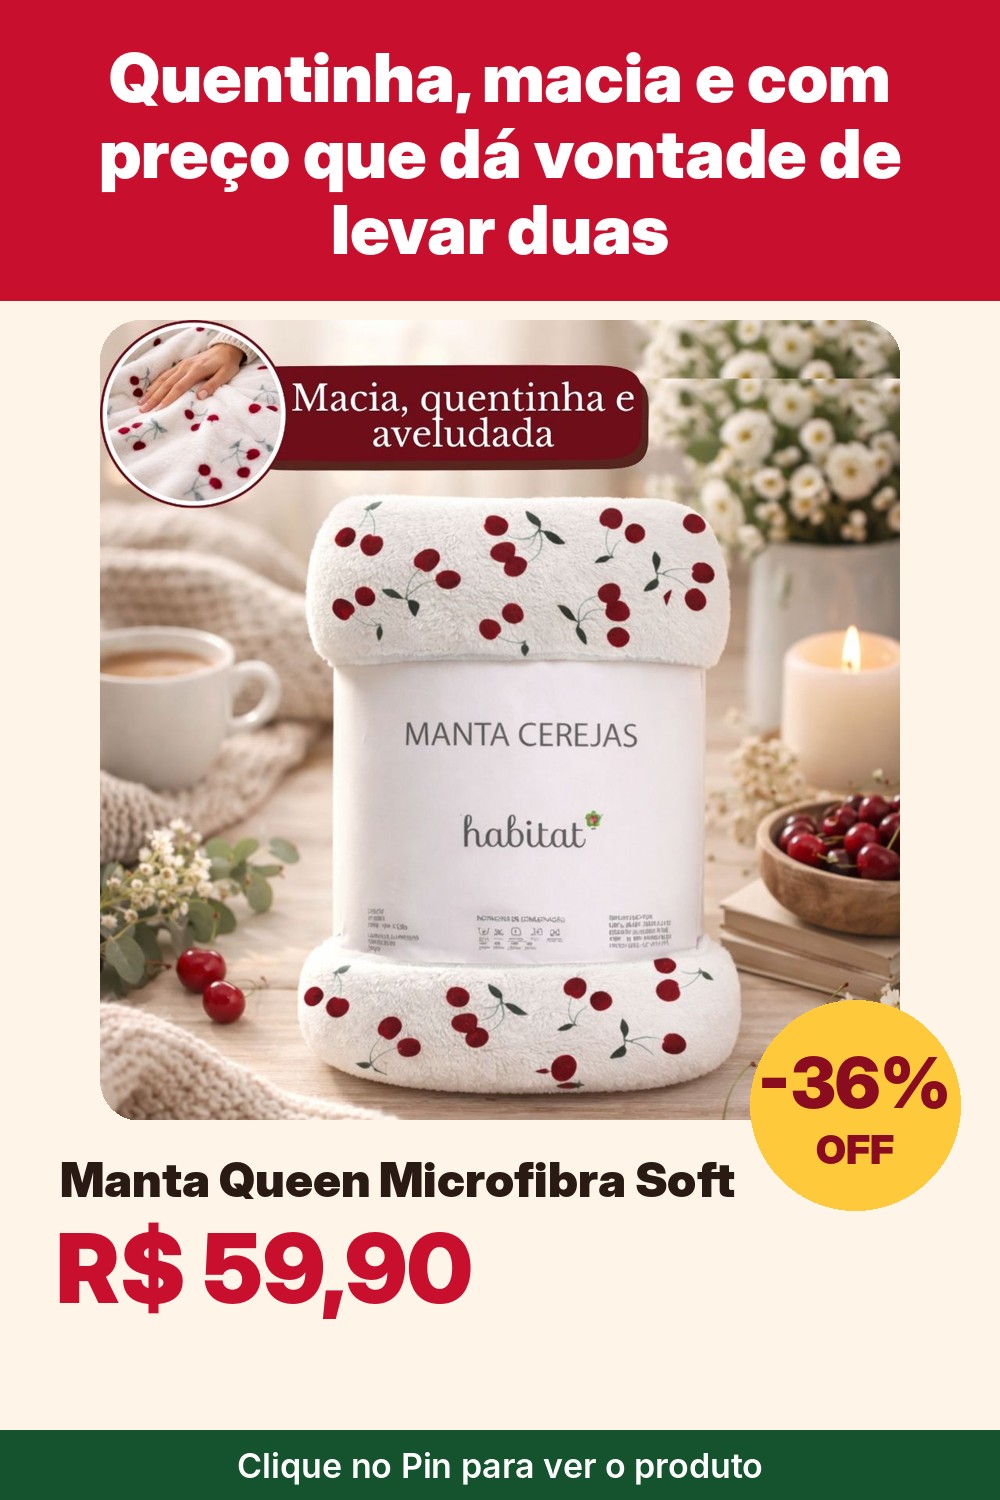 Quentinha, macia e com
preço que dá vontade de
levar duas
Macia, quentinha e
aveludada
MANTA CEREJAS
habitat
-36%
OFF
Manta Queen Microfibra Soft
R$ 59,90
Clique no Pin para ver o produto